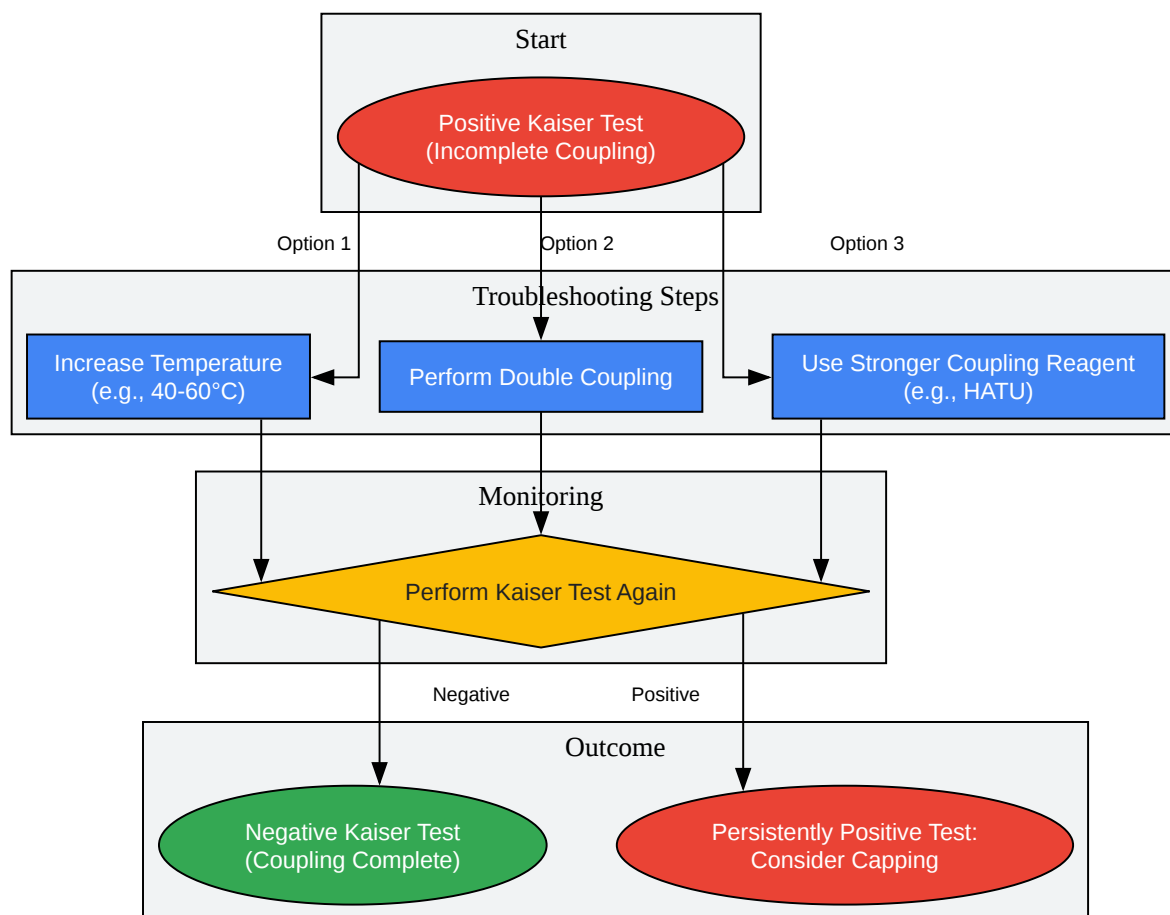 Start
Positive Kaiser Test
(Incomplete Coupling)
Option 1
Option 2
Option 3
Troubleshooting Steps
Increase Temperature
(e.g., 40-60°C)
Perform Double Coupling
Use Stronger Coupling Reagent
(e.g., HATU)
Monitoring
Perform Kaiser Test Again
Negative
Positive
Outcome
Negative Kaiser Test
(Coupling Complete)
Persistently Positive Test:
Consider Capping